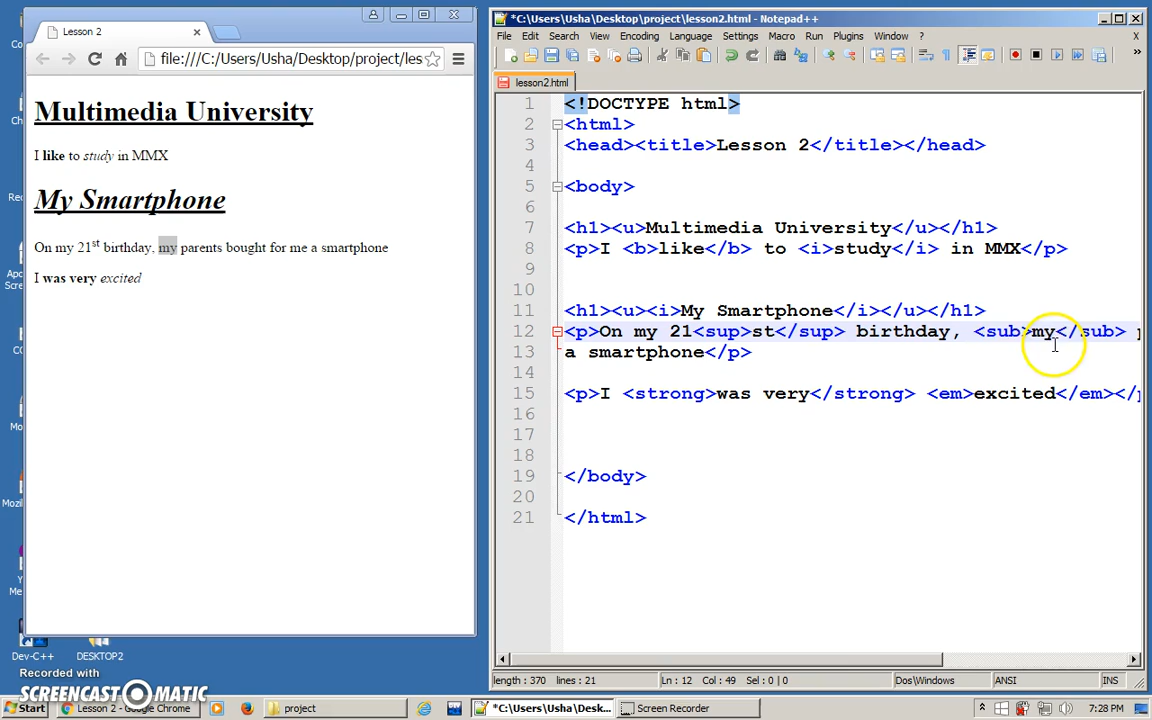 Lesson 2
file:///C:/Users/Usha/Desktop/project/les
Multimedia University
I like to study in MMX
My Smartphone
On my 21st birthday, my parents bought for me a smartphone
I was very excited
*C:\Users\Usha\Desktop\project\lesson2.html - Notepad++
File Edit Search View Encoding Language Settings Macro Run Plugins Window ? X
lesson2.html
1 <!DOCTYPE html>
2 <html>
3 <head><title>Lesson 2</title></head>
4
5 <body>
6
7 <h1><u>Multimedia University</u></h1>
8 <p>I <b>like</b> to <i>study</i> in MMX</p>
9
10
11 <h1><u><i>My Smartphone</i></u></h1>
12 <p>On my 21<sup>st</sup> birthday, <sub>my</sub> p
13 a smartphone</p>
14
15 <p>I <strong>was very</strong> <em>excited</em></p
16
17
18
19 </body>
20
21 </html>
length : 370 lines : 21 Ln : 12 Col : 49 Sel : 0 | 0 Dos\Windows ANSI INS
Dev-C++ DESKTOP2
Recorded with
SCREENCAST MATIC
Start Lesson 2 - Google Chrome project *C:\Users\Usha\Desk... Screen Recorder 7:28 PM